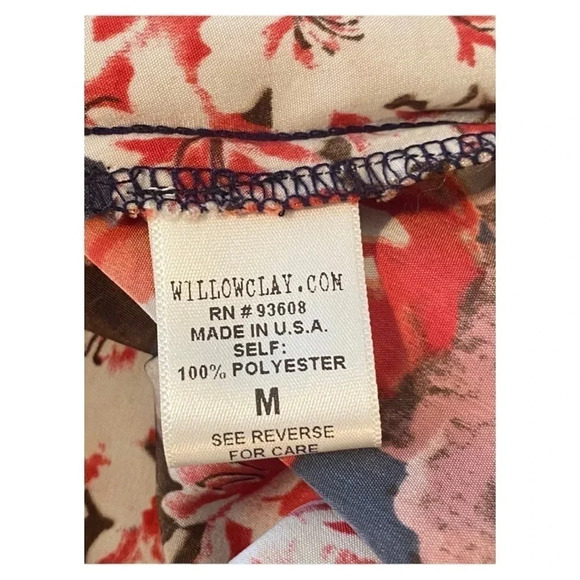 WILLOWCLAY.COM
RN # 93608
MADE IN U.S.A.
SELF:
100% POLYESTER
M
SEE REVERSE
FOR CARE